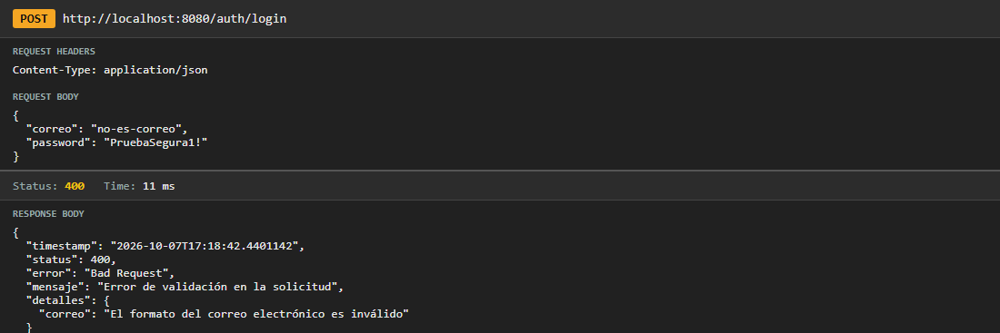 POST http://localhost:8080/auth/login
REQUEST HEADERS
Content-Type: application/json
REQUEST BODY
{
  "correo": "no-es-correo",
  "password": "PruebaSegura1!"
}
Status: 400 Time: 11 ms
RESPONSE BODY
{
  "timestamp": "2026-10-07T17:18:42.4401142",
  "status": 400,
  "error": "Bad Request",
  "mensaje": "Error de validación en la solicitud",
  "detalles": {
    "correo": "El formato del correo electrónico es inválido"
  }